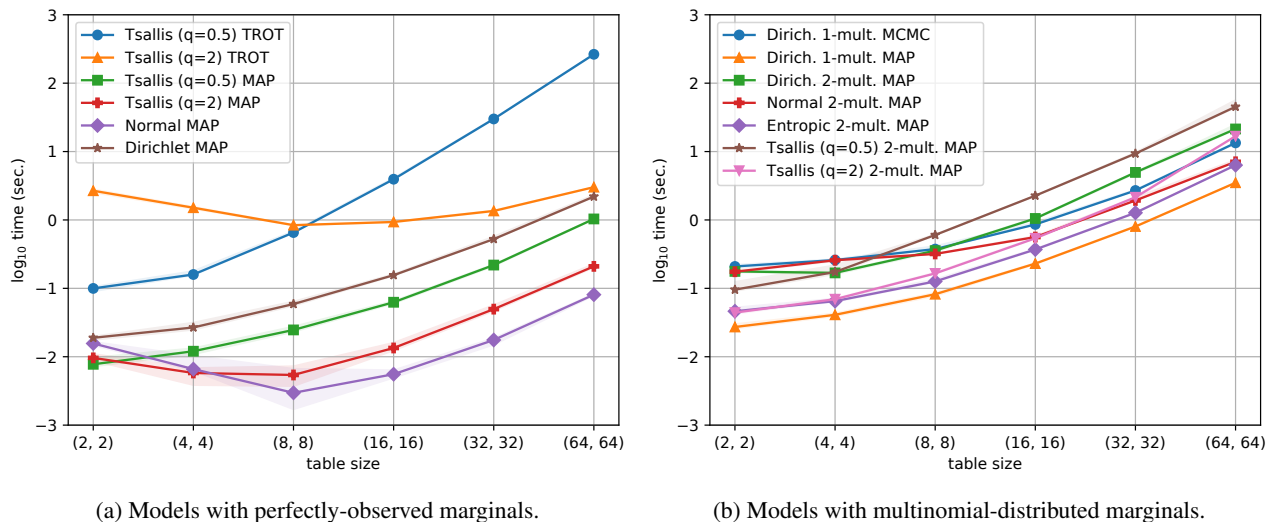 3
2
1
0
−1
−2
−3
log₁₀ time (sec.)
Tsallis (q=0.5) TROT
Tsallis (q=2) TROT
Tsallis (q=0.5) MAP
Tsallis (q=2) MAP
Normal MAP
Dirichlet MAP
(2, 2) (4, 4) (8, 8) (16, 16) (32, 32) (64, 64)
table size
(a) Models with perfectly-observed marginals.
3
2
1
0
−1
−2
−3
log₁₀ time (sec.)
Dirich. 1-mult. MCMC
Dirich. 1-mult. MAP
Dirich. 2-mult. MAP
Normal 2-mult. MAP
Entropic 2-mult. MAP
Tsallis (q=0.5) 2-mult. MAP
Tsallis (q=2) 2-mult. MAP
(2, 2) (4, 4) (8, 8) (16, 16) (32, 32) (64, 64)
table size
(b) Models with multinomial-distributed marginals.